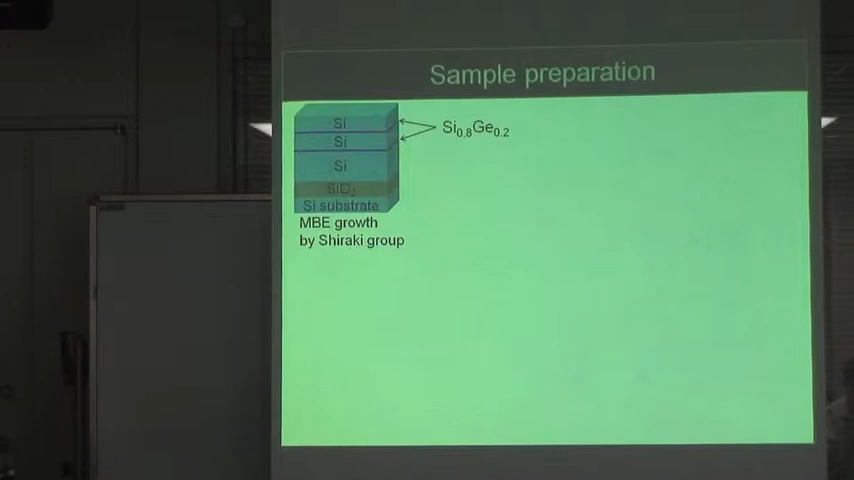 Sample preparation
Si
Si
Si
SiO₂
Si substrate
Si₀.₈Ge₀.₂
MBE growth
by Shiraki group